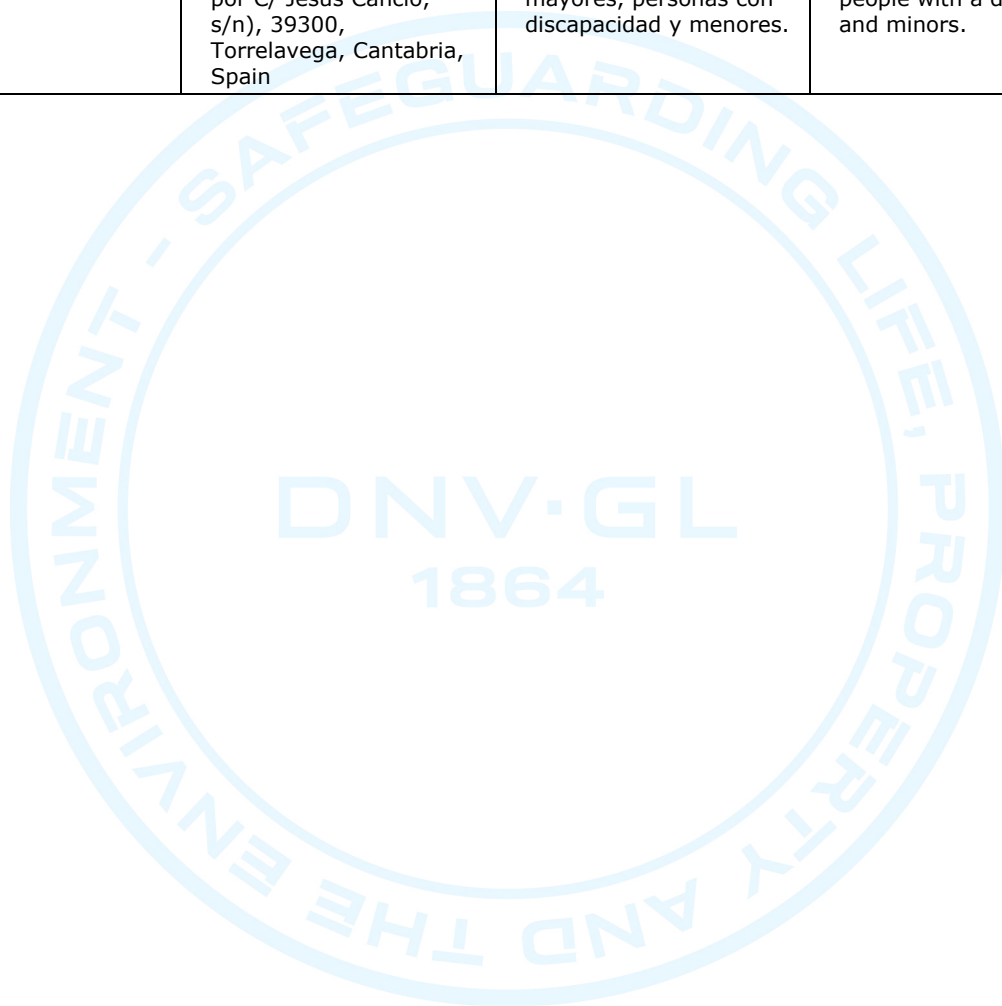 por C/ Jesús Cancio,
s/n), 39300,
Torrelavega, Cantabria,
Spain
mayores, personas con
discapacidad y menores.
people with a
and minors.
SAFEGUARDING LIFE, PROPERTY AND THE ENVIRONMENT -
DNV·GL
1864